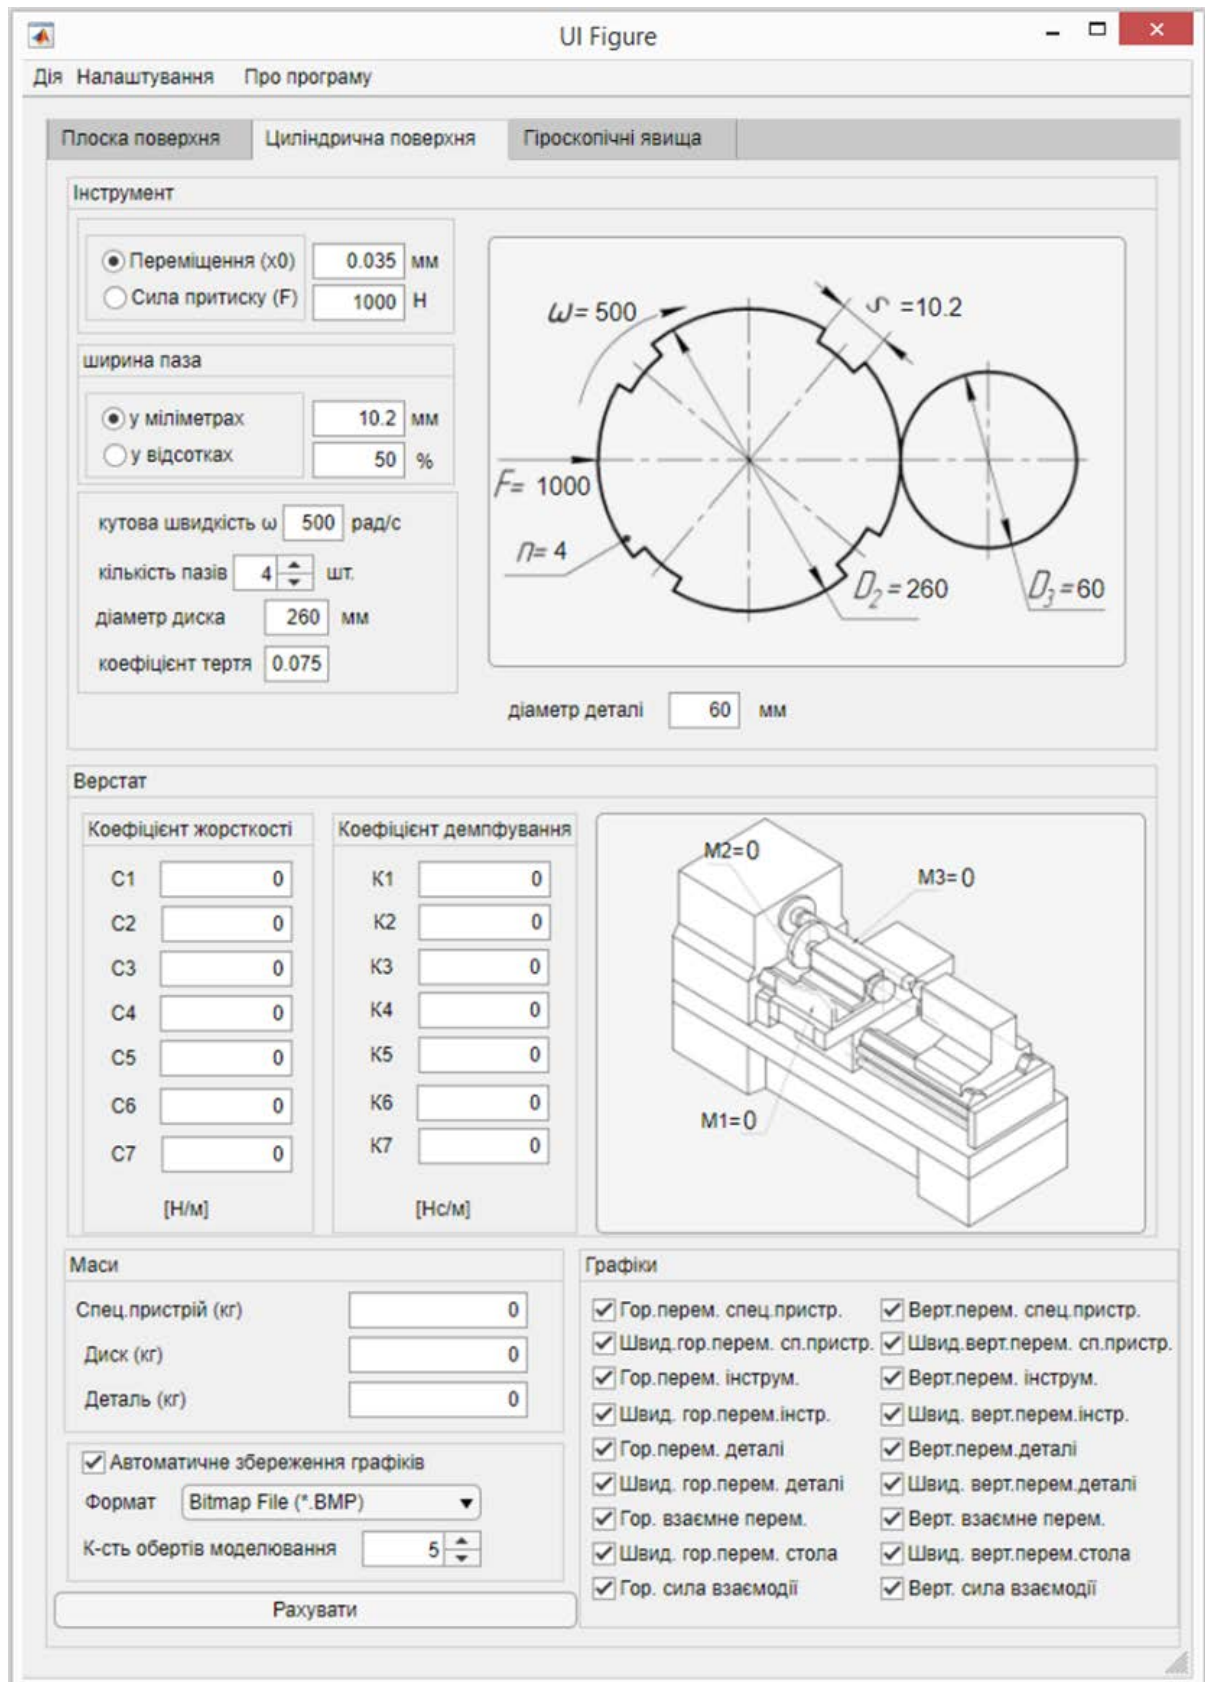 UI Figure
Дія Налаштування Про програму
Плоска поверхня Циліндрична поверхня Гіроскопічні явища
Інструмент
Переміщення (x0) 0.035 мм
Сила притиску (F) 1000 Н
ширина паза
у міліметрах 10.2 мм
у відсотках 50 %
кутова швидкість ω 500 рад/с
кількість пазів 4 шт.
діаметр диска 260 мм
коефіцієнт тертя 0.075
ω= 500
S =10.2
F= 1000
n= 4
D2 = 260
D3 = 60
діаметр деталі 60 мм
Верстат
Коефіцієнт жорсткості Коефіцієнт демпфування
C1 0 К1 0
C2 0 К2 0
C3 0 К3 0
C4 0 К4 0
C5 0 К5 0
C6 0 К6 0
C7 0 К7 0
[Н/м] [Нс/м]
M2=0
M3=0
M1=0
Маси
Спец.пристрій (кг) 0
Диск (кг) 0
Деталь (кг) 0
Автоматичне збереження графіків
Формат Bitmap File (*.BMP)
К-сть обертів моделювання 5
Рахувати
Графіки
Гор.перем. спец.пристр. Верт.перем. спец.пристр.
Швид.гор.перем. сп.пристр. Швид.верт.перем. сп.пристр.
Гор.перем. інструм. Верт.перем. інструм.
Швид. гор.перем.інстр. Швид. верт.перем.інстр.
Гор.перем. деталі Верт.перем.деталі
Швид. гор.перем. деталі Швид. верт.перем.деталі
Гор. взаємне перем. Верт. взаємне перем.
Швид. гор.перем. стола Швид. верт.перем.стола
Гор. сила взаємодії Верт. сила взаємодії